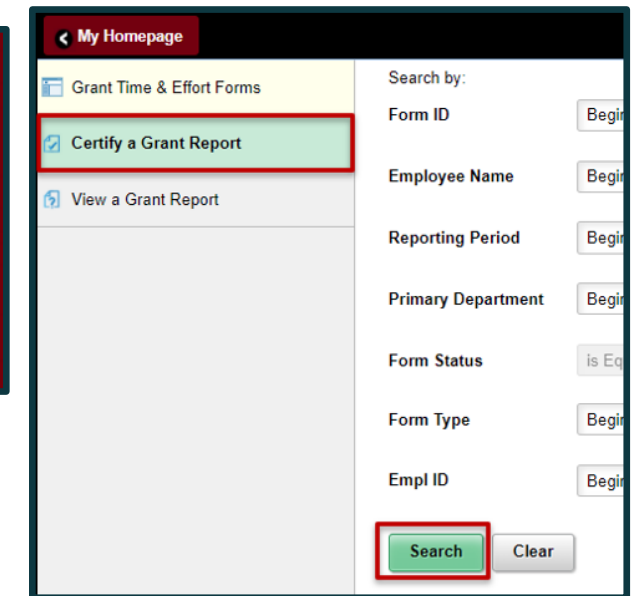 My Homepage
Grant Time & Effort Forms
Certify a Grant Report
View a Grant Report
Search by:
Form ID
Employee Name
Reporting Period
Primary Department
Form Status
Form Type
Empl ID
Search Clear